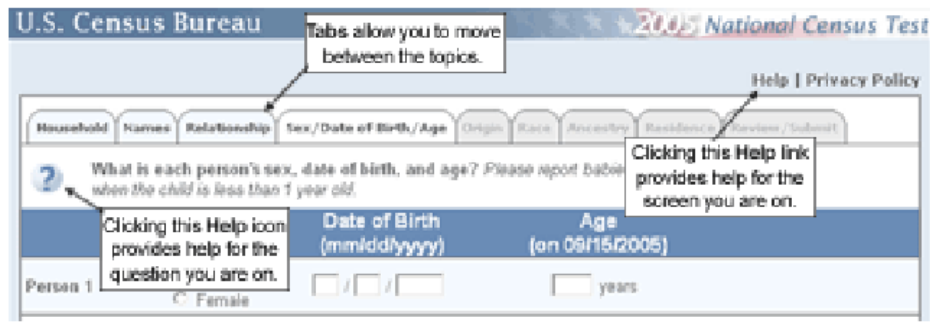 U.S. Census Bureau
2005 National Census Test
Tabs allow you to move
between the topics.
Help | Privacy Policy
Household Names Relationship Sex/Date of Birth/Age Origin Race Ancestry Residence Review/Submit
What is each person's sex, date of birth, and age? Please report babie
when the child is less than 1 year old.
Clicking this Help link
provides help for the
screen you are on.
?
Clicking this Help icon
provides help for the
question you are on.
Date of Birth
(mm/dd/yyyy)
Age
(on 09/15/2005)
Person 1
Female
/ /
years